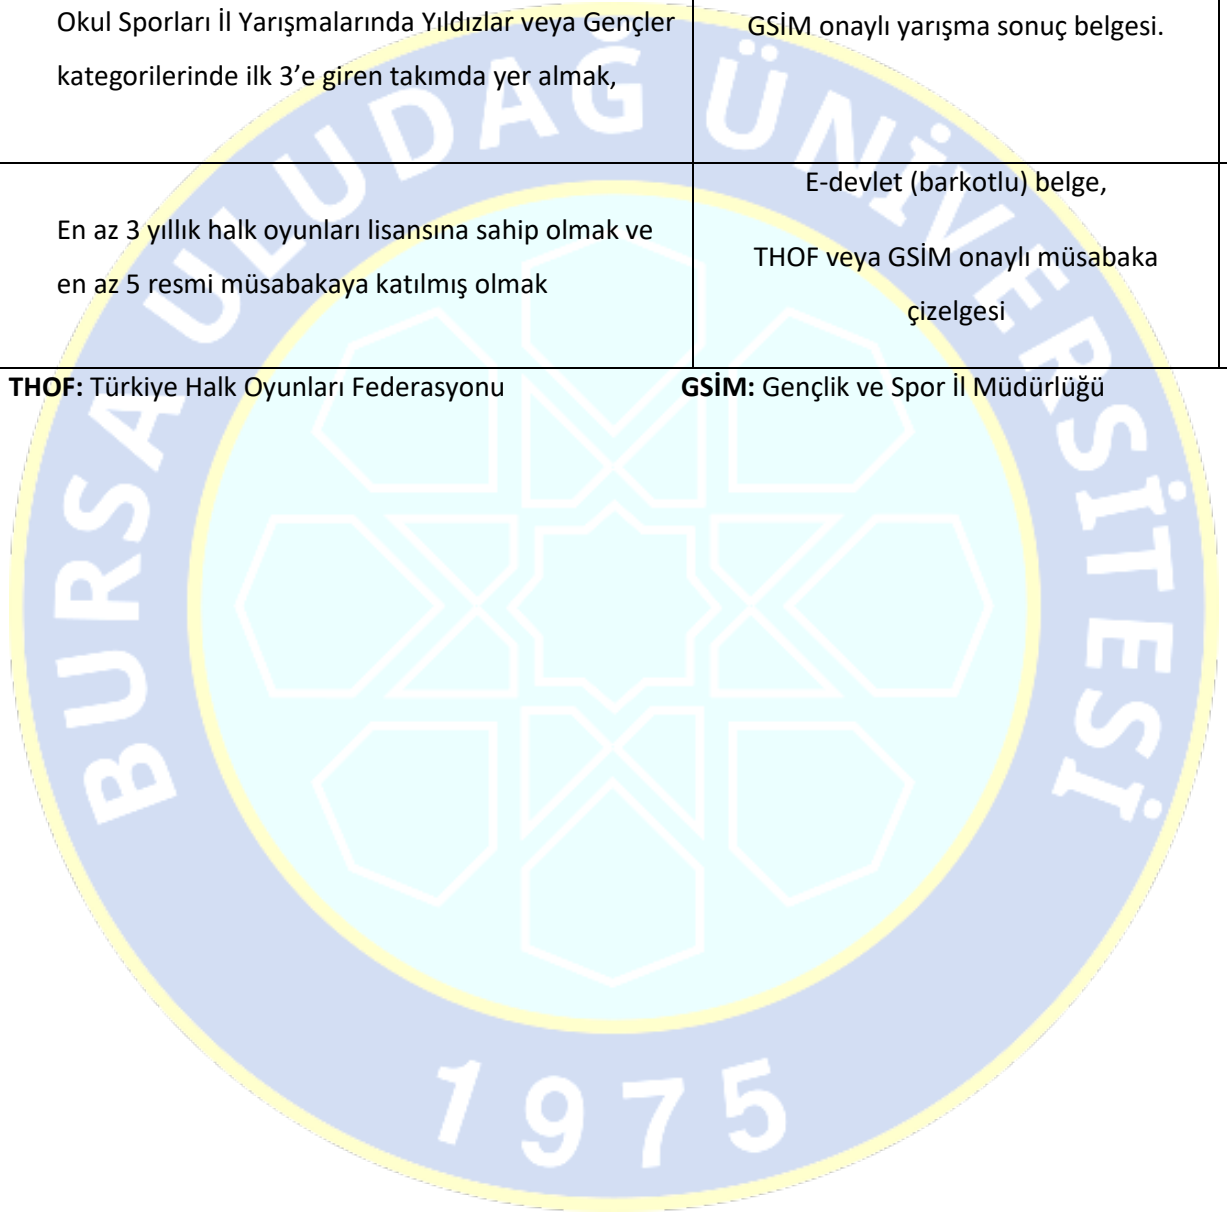 Okul Sporları İl Yarışmalarında Yıldızlar veya Gençler
kategorilerinde ilk 3’e giren takımda yer almak,
GSİM onaylı yarışma sonuç belgesi.
En az 3 yıllık halk oyunları lisansına sahip olmak ve
en az 5 resmi müsabakaya katılmış olmak
E-devlet (barkotlu) belge,
THOF veya GSİM onaylı müsabaka
çizelgesi
THOF: Türkiye Halk Oyunları Federasyonu
GSİM: Gençlik ve Spor İl Müdürlüğü
BURSA ULUDAĞ ÜNİVERSİTESİ
1975